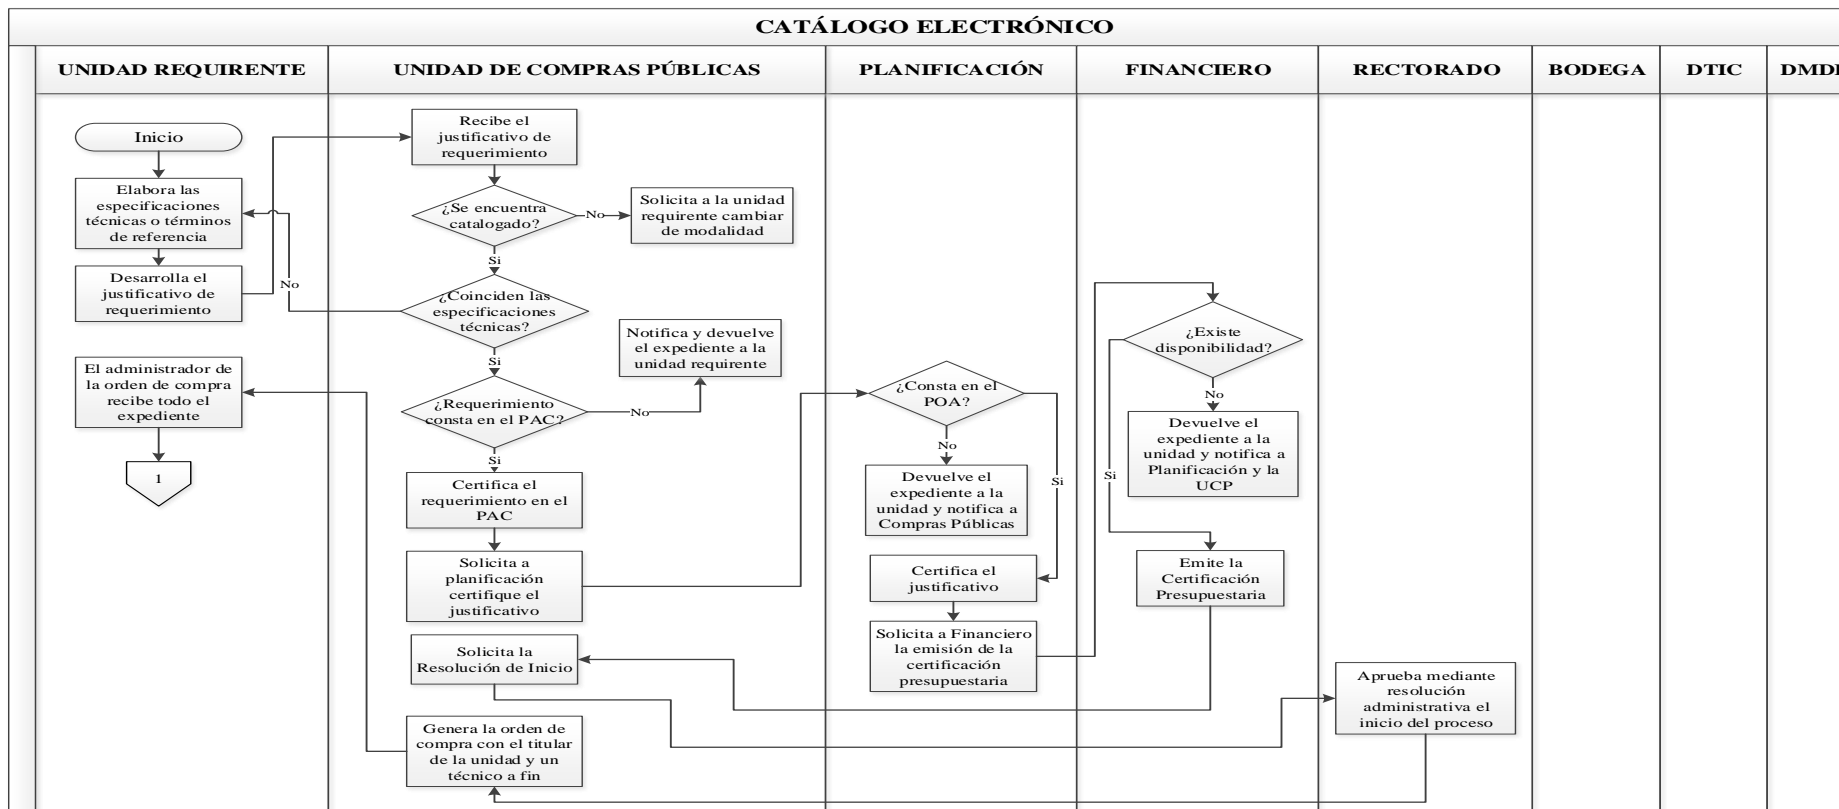 CATÁLOGO ELECTRÓNICO
UNIDAD REQUIRENTE
UNIDAD DE COMPRAS PÚBLICAS
PLANIFICACIÓN
FINANCIERO
RECTORADO
BODEGA
DTIC
Inicio
Elabora las
especificaciones
técnicas o términos
de referencia
Desarrolla el
justificativo de
requerimiento
El administrador de
la orden de compra
recibe todo el
expediente
1
Recibe el
justificativo de
requerimiento
¿Se encuentra
catalogado?
No
Solicita a la unidad
requirente cambiar
de modalidad
Si
¿Coinciden las
especificaciones
técnicas?
No
Si
¿Requerimiento
consta en el PAC?
No
Notifica y devuelve
el expediente a la
unidad requirente
Si
Certifica el
requerimiento en el
PAC
Solicita a
planificación
certifique el
justificativo
Solicita la
Resolución de Inicio
Genera la orden de
compra con el titular
de la unidad y un
técnico a fin
¿Consta en el
POA?
No
Si
Devuelve el
expediente a la
unidad y notifica a
Compras Públicas
Certifica el
justificativo
Solicita a Financiero
la emisión de la
certificación
presupuestaria
¿Existe
disponibilidad?
No
Si
Devuelve el
expediente a la
unidad y notifica a
Planificación y la
UCP
Emite la
Certificación
Presupuestaria
Aprueba mediante
resolución
administrativa el
inicio del proceso